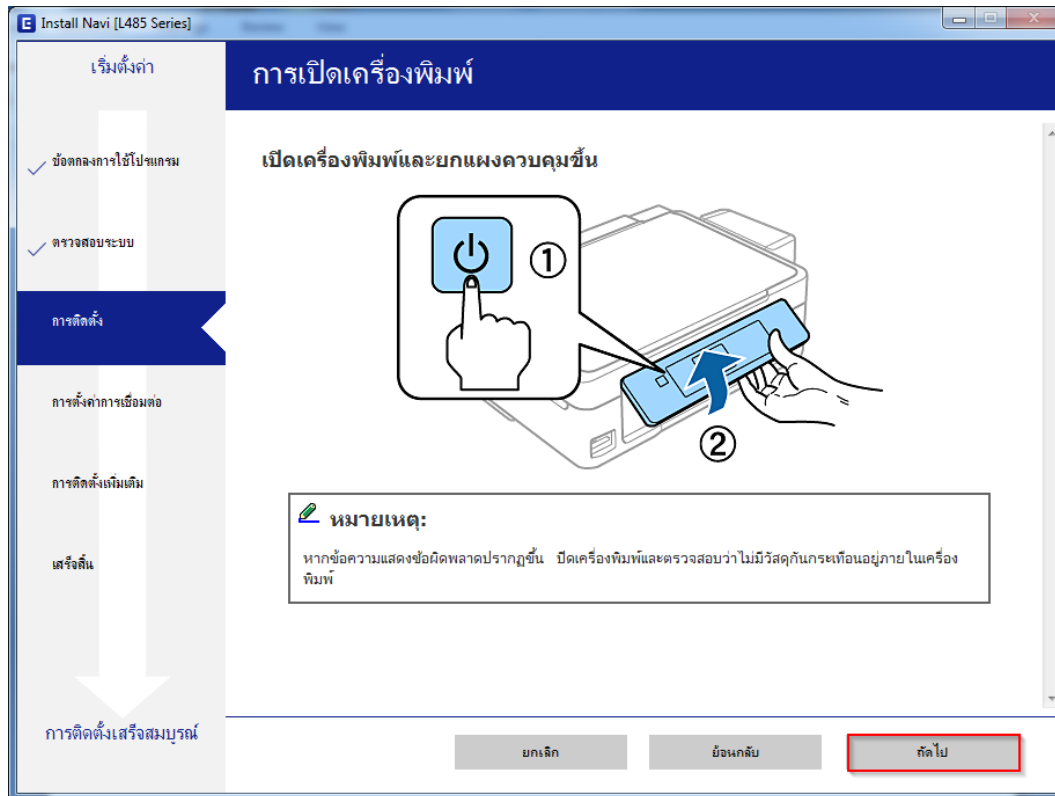 Install Navi [L485 Series]
เริ่มตั้งค่า
การเปิดเครื่องพิมพ์
ข้อตกลงการใช้โปรแกรม
ตรวจสอบระบบ
การติดตั้ง
การตั้งค่าการเชื่อมต่อ
การติดตั้งเพิ่มเติม
เสร็จสิ้น
การติดตั้งเสร็จสมบูรณ์
เปิดเครื่องพิมพ์และยกแผงควบคุมขึ้น
①
②
หมายเหตุ:
หากข้อความแสดงข้อผิดพลาดปรากฏขึ้น ปิดเครื่องพิมพ์และตรวจสอบว่าไม่มีวัสดุกันกระเทือนอยู่ภายในเครื่อง
พิมพ์
ยกเลิก
ย้อนกลับ
ถัดไป